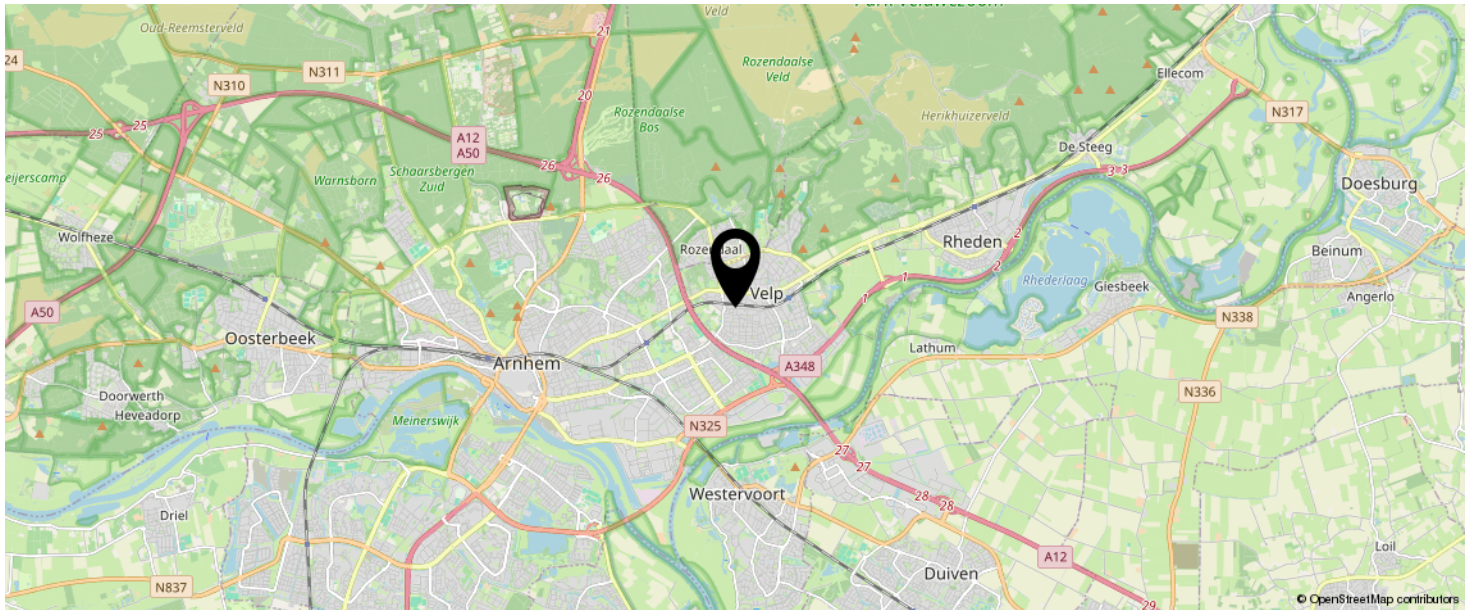 Park Veluwezoom
Oud-Reemsterveld
Veld
21
24
N311
N310
Rozendaalse
Veld
Ellecom
20
N317
Rozendaalse
Bos
Herikhuizerveld
25
25
A12
A50
De Steeg
26
26
Schaarsbergen
Zuid
Warnsborn
3
3
Doesburg
Wolfheze
Rozendaal
Rheden
2
2
Beinum
Velp
1
1
Rhederlaag
Giesbeek
Angerlo
A50
N338
Oosterbeek
Lathum
Arnhem
A348
Doorwerth
Heveadorp
Meinerswijk
N336
N325
27
27
Westervoort
28
28
Driel
Loil
A12
Duiven
N837
29
© OpenStreetMap contributors